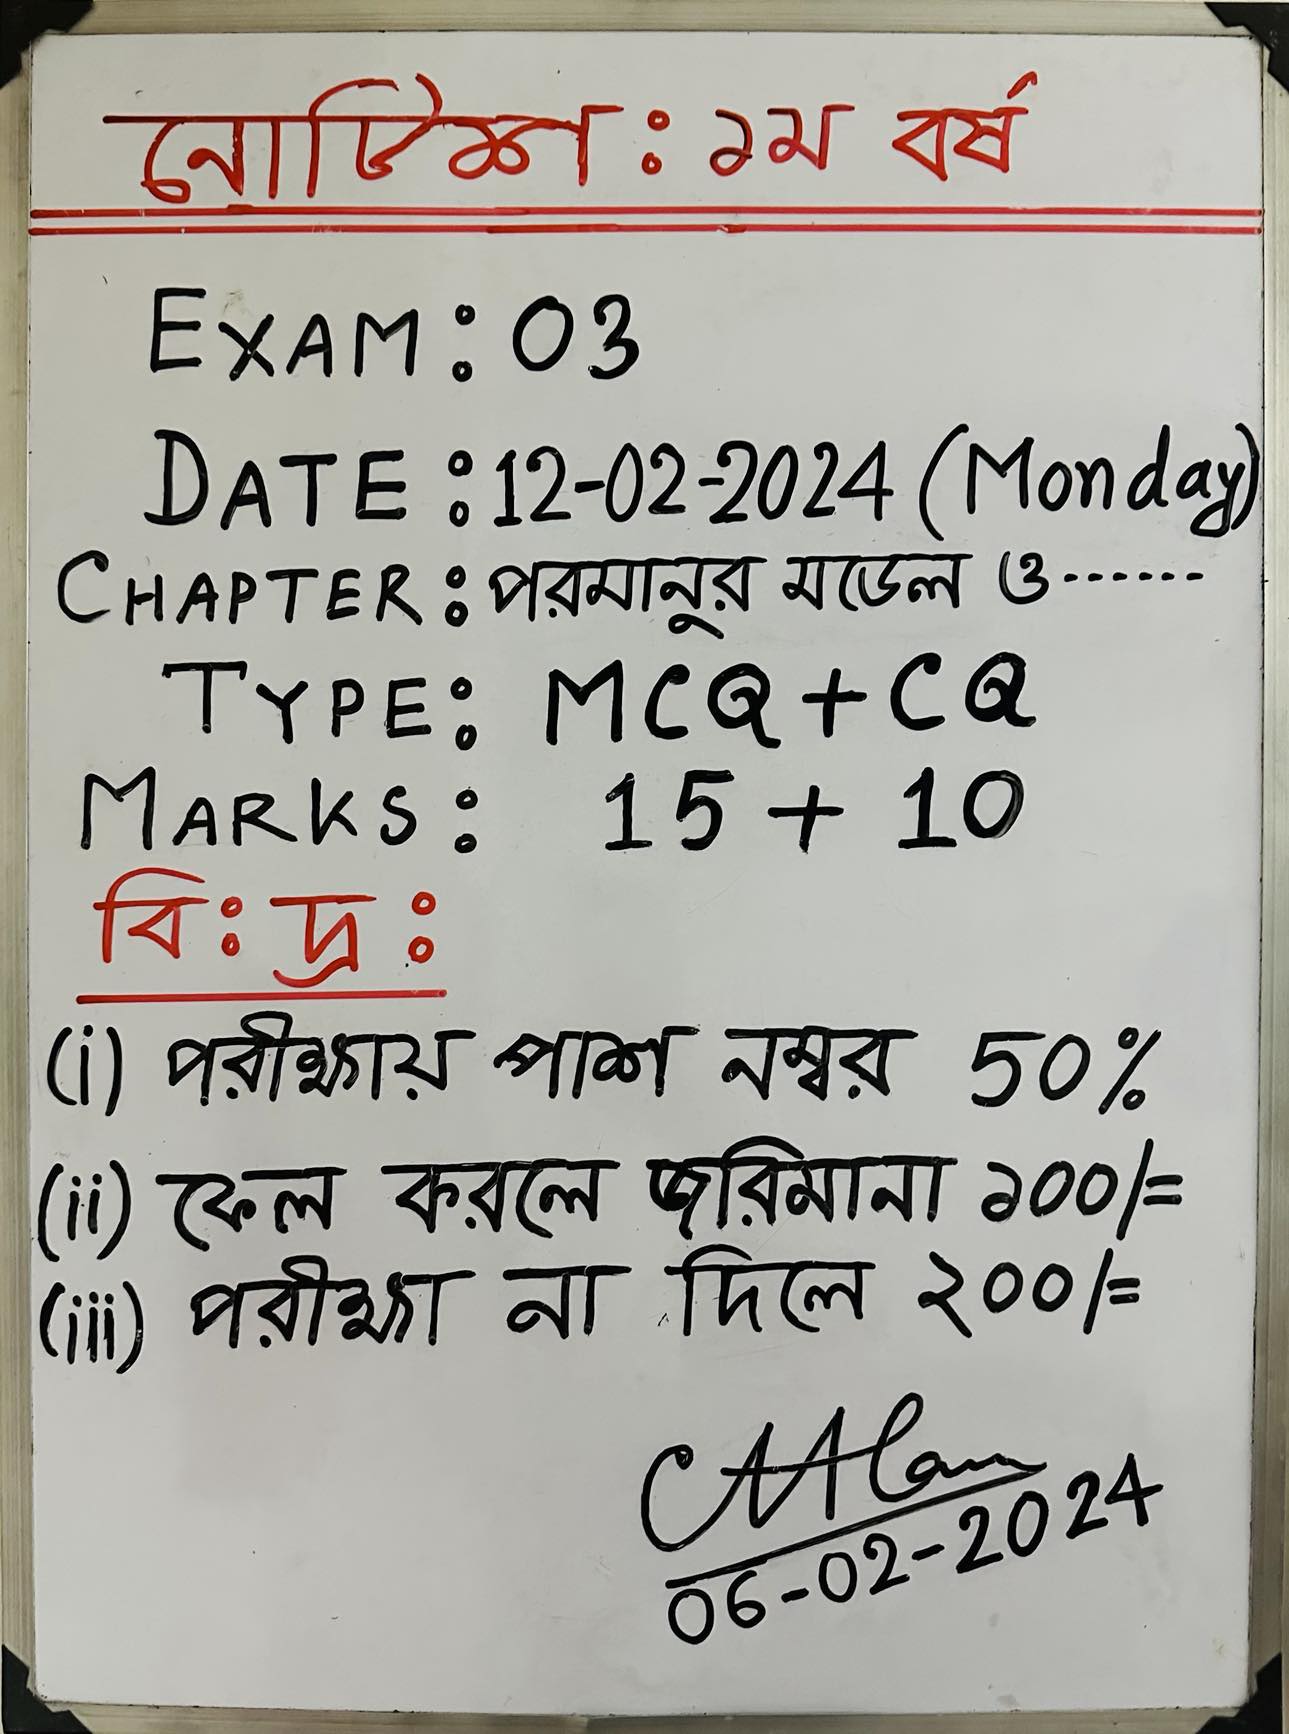 নোটিশ : ১ম বর্ষ
EXAM : 03
DATE : 12-02-2024 (Monday)
CHAPTER : পরমানুর মডেল ও ------
TYPE : MCQ + CQ
MARKS : 15 + 10
বি : দ্র :
(i) পরীক্ষায় পাশ নম্বর 50%
(ii) ফেল করলে জরিমানা ১০০/=
(iii) পরীক্ষা না দিলে ২০০/=
06-02-2024